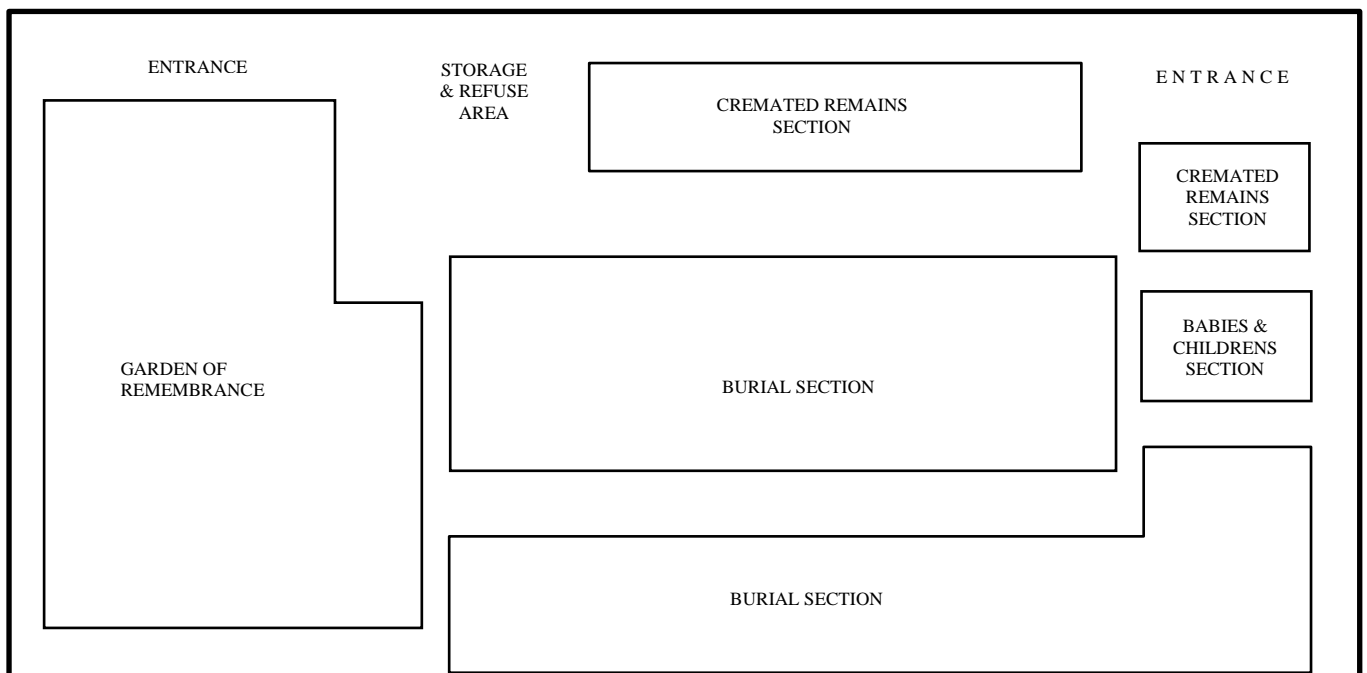 ENTRANCE
STORAGE
& REFUSE
AREA
CREMATED REMAINS
SECTION
E N T R A N C E
CREMATED
REMAINS
SECTION
GARDEN OF
REMEMBRANCE
BURIAL SECTION
BABIES &
CHILDRENS
SECTION
BURIAL SECTION